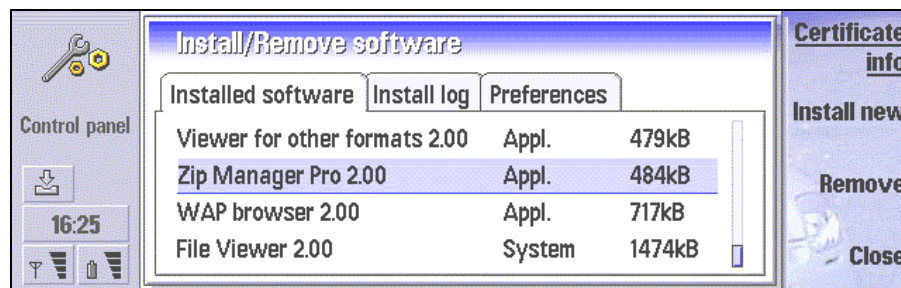 Install/Remove software
Certificate
info
Installed software Install log Preferences
Install new
Control panel
Viewer for other formats 2.00 Appl. 479kB
Zip Manager Pro 2.00 Appl. 484kB
Remove
WAP browser 2.00 Appl. 717kB
16:25
File Viewer 2.00 System 1474kB
Close